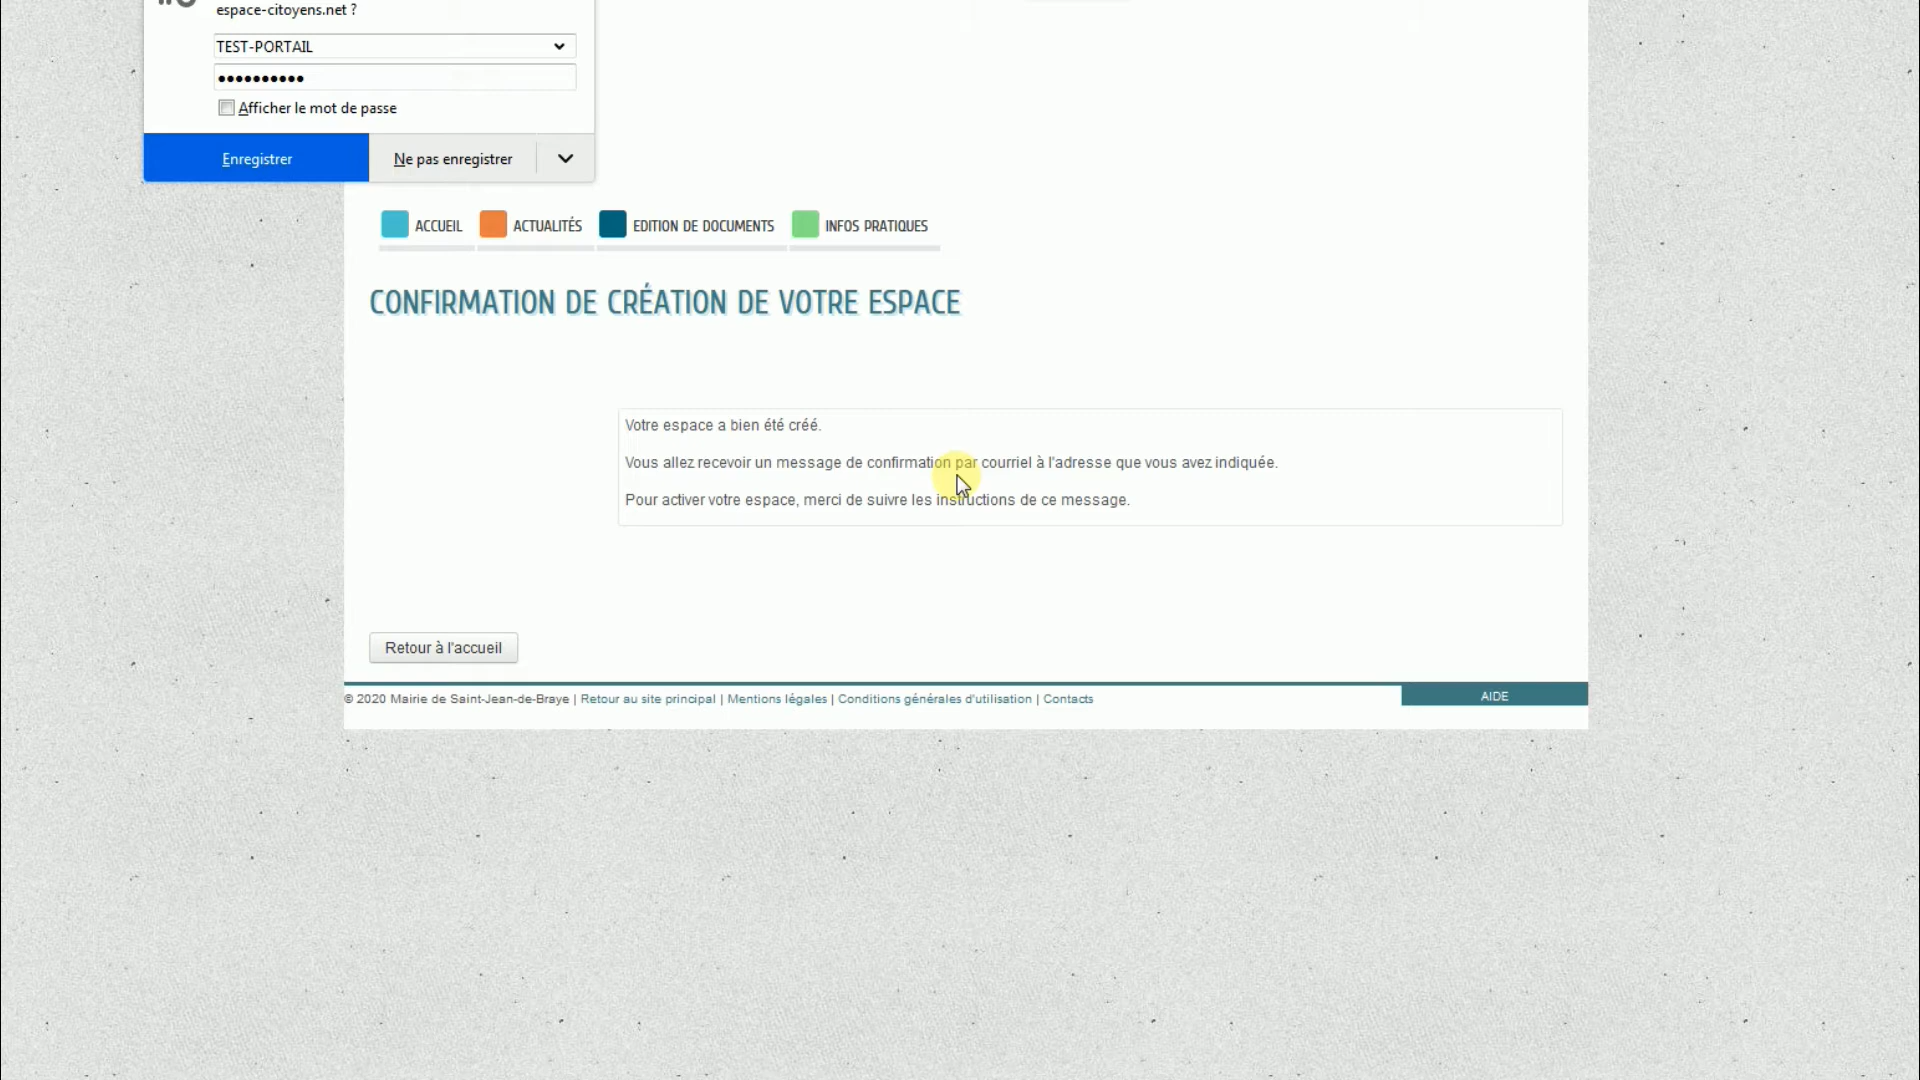 espace-citoyens.net ?
TEST-PORTAIL
Afficher le mot de passe
Enregistrer
Ne pas enregistrer
ACCUEIL
ACTUALITÉS
EDITION DE DOCUMENTS
INFOS PRATIQUES
CONFIRMATION DE CRÉATION DE VOTRE ESPACE
Votre espace a bien été créé.
Vous allez recevoir un message de confirmation par courriel à l'adresse que vous avez indiquée.
Pour activer votre espace, merci de suivre les instructions de ce message.
Retour à l'accueil
© 2020 Mairie de Saint-Jean-de-Braye | Retour au site principal | Mentions légales | Conditions générales d'utilisation | Contacts
AIDE